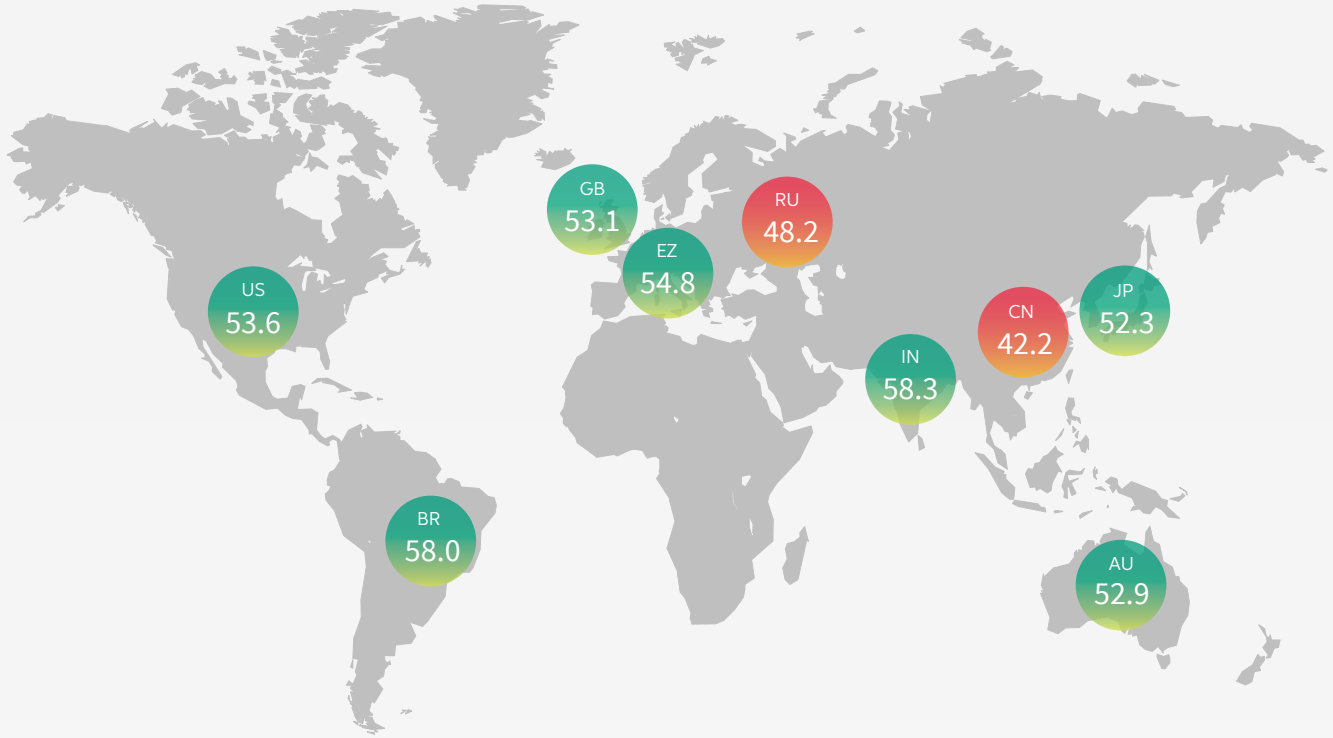 GB
53.1
RU
48.2
EZ
54.8
US
53.6
JP
52.3
CN
42.2
IN
58.3
BR
58.0
AU
52.9